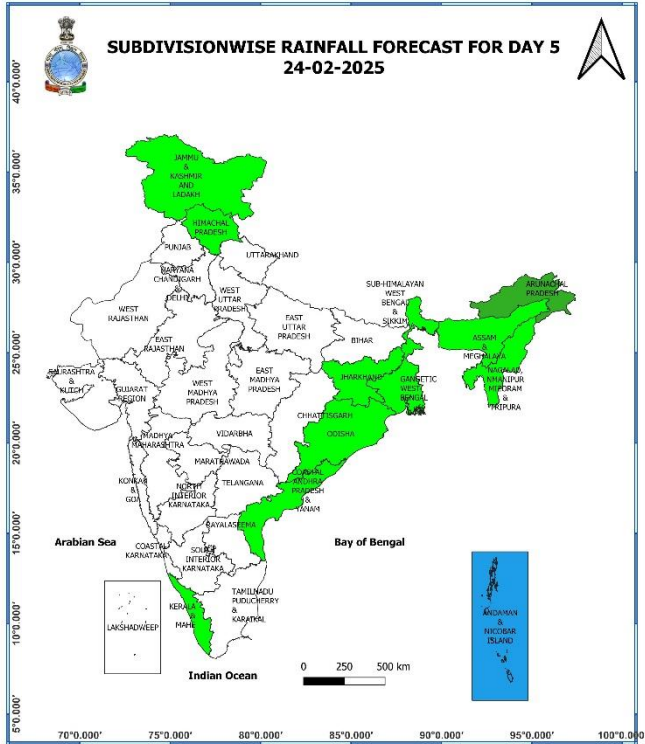 SUBDIVISIONWISE RAINFALL FORECAST FOR DAY 5
24-02-2025
40°0.000'
35°0.000'
30°0.000'
25°0.000'
20°0.000'
15°0.000'
10°0.000'
5°0.000'
JAMMU
&
KASHMIR
AND
LADAKH
HIMACHAL
PRADESH
PUNJAB
UTTARAKHAND
HARYANA
CHANDIGARH
&
DELHI
WEST
UTTAR
PRADESH
SUB-HIMALAYAN
WEST
BENGAL
&
SIKKIM
ARUNACHAL
PRADESH
WEST
RAJASTHAN
EAST
RAJASTHAN
EAST
UTTAR
PRADESH
BIHAR
ASSAM
&
MEGHALAYA
SAURASHTRA
&
KUTCH
GUJARAT
REGION
WEST
MADHYA
PRADESH
EAST
MADHYA
PRADESH
JHARKHAND
GANGETIC
WEST
BENGAL
&
TRIPURA
CHHATTISGARH
ODISHA
MADHYA
MAHARASHTRA
VIDARBHA
MARATHWADA
TELANGANA
COASTAL
ANDHRA
PRADESH
&
YANAM
KONKAN
&
GOA
NORTH
INTERIOR
KARNATAKA
RAYALASEEMA
Arabian Sea
COASTAL
KARNATAKA
SOUTH
INTERIOR
KARNATAKA
Bay of Bengal
LAKSHADWEEP
KERALA
&
MAHE
TAMILNADU
PUDUCHERRY
&
KARAIKAL
ANDAMAN
&
NICOBAR
ISLAND
Indian Ocean
0 250 500 km
70°0.000' 75°0.000' 80°0.000' 85°0.000' 90°0.000' 95°0.000' 100°0.000'